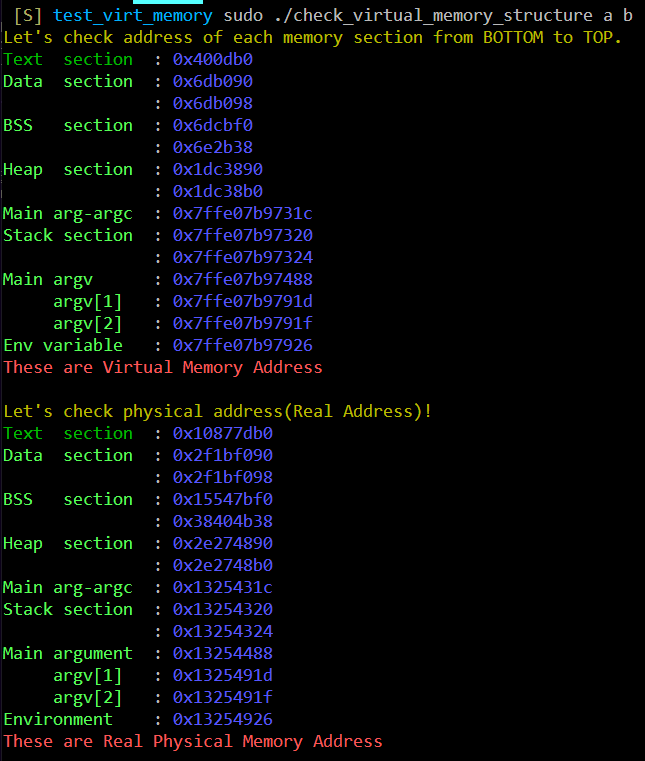 [S] test_virt_memory sudo ./check_virtual_memory_structure a b
Let's check address of each memory section from BOTTOM to TOP.
Text  section  : 0x400db0
Data  section  : 0x6db090
               : 0x6db098
BSS   section  : 0x6dcbf0
               : 0x6e2b38
Heap  section  : 0x1dc3890
               : 0x1dc38b0
Main arg-argc  : 0x7ffe07b9731c
Stack section  : 0x7ffe07b97320
               : 0x7ffe07b97324
Main argv      : 0x7ffe07b97488
     argv[1]   : 0x7ffe07b9791d
     argv[2]   : 0x7ffe07b9791f
Env variable   : 0x7ffe07b97926
These are Virtual Memory Address

Let's check physical address(Real Address)!
Text  section  : 0x10877db0
Data  section  : 0x2f1bf090
               : 0x2f1bf098
BSS   section  : 0x15547bf0
               : 0x38404b38
Heap  section  : 0x2e274890
               : 0x2e2748b0
Main arg-argc  : 0x1325431c
Stack section  : 0x13254320
               : 0x13254324
Main argument  : 0x13254488
     argv[1]   : 0x1325491d
     argv[2]   : 0x1325491f
Environment    : 0x13254926
These are Real Physical Memory Address